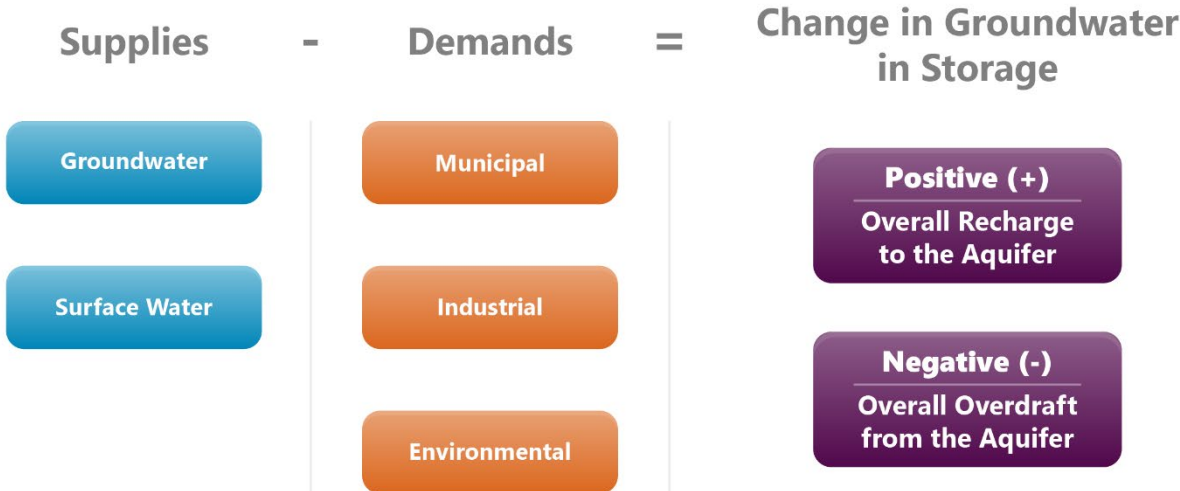 Supplies - Demands = Change in Groundwater
in Storage
Groundwater
Surface Water
Municipal
Industrial
Environmental
Positive (+)
Overall Recharge
to the Aquifer
Negative (-)
Overall Overdraft
from the Aquifer